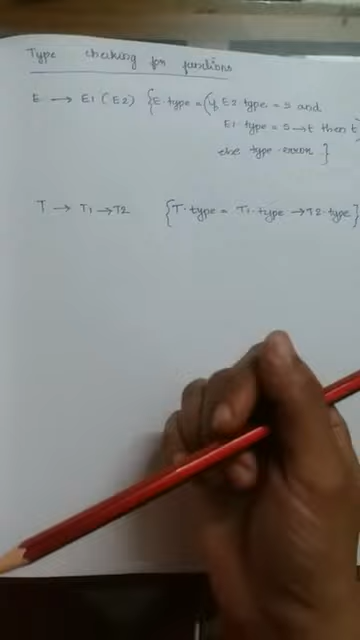 Type checking for functions
E → E1 ( E2) {E.type = (if E2.type = s and
E1.type = s → t then t}
else type-error }
T → T1 → T2 {T.type = T1.type → T2.type}